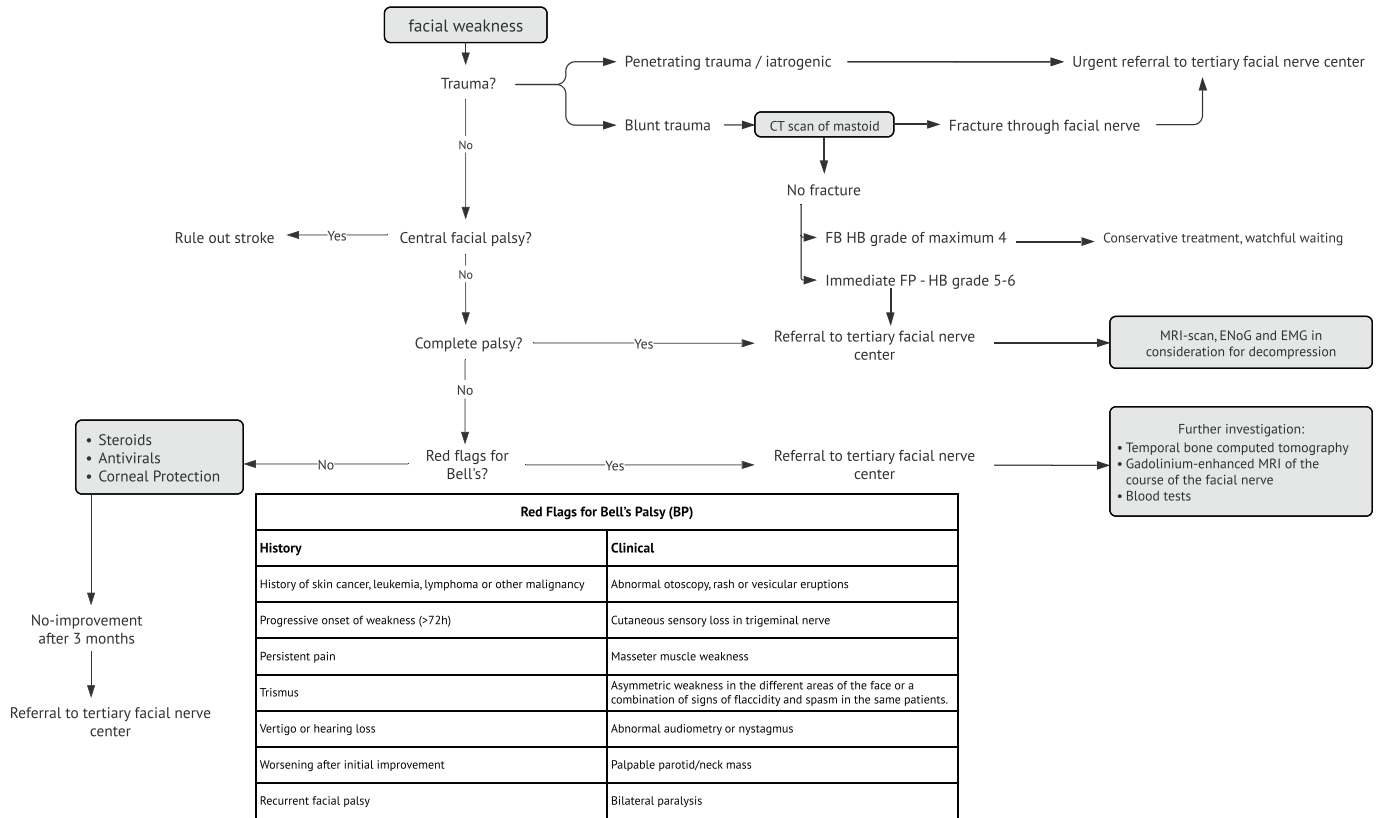 facial weakness
Trauma?
Penetrating trauma / iatrogenic
Urgent referral to tertiary facial nerve center
Blunt trauma
CT scan of mastoid
Fracture through facial nerve
No
No fracture
Rule out stroke
Yes
Central facial palsy?
FB HB grade of maximum 4
Conservative treatment, watchful waiting
No
Immediate FP - HB grade 5-6
Complete palsy?
Yes
Referral to tertiary facial nerve
center
MRI-scan, ENoG and EMG in
consideration for decompression
No
• Steroids
• Antivirals
• Corneal Protection
No
Red flags for
Bell's?
Yes
Referral to tertiary facial nerve
center
Further investigation:
• Temporal bone computed tomography
• Gadolinium-enhanced MRI of the
course of the facial nerve
• Blood tests
No-improvement
after 3 months
Referral to tertiary facial nerve
center
Red Flags for Bell's Palsy (BP)
History
Clinical
History of skin cancer, leukemia, lymphoma or other malignancy
Abnormal otoscopy, rash or vesicular eruptions
Progressive onset of weakness (>72h)
Cutaneous sensory loss in trigeminal nerve
Persistent pain
Masseter muscle weakness
Trismus
Asymmetric weakness in the different areas of the face or a
combination of signs of flaccidity and spasm in the same patients.
Vertigo or hearing loss
Abnormal audiometry or nystagmus
Worsening after initial improvement
Palpable parotid/neck mass
Recurrent facial palsy
Bilateral paralysis